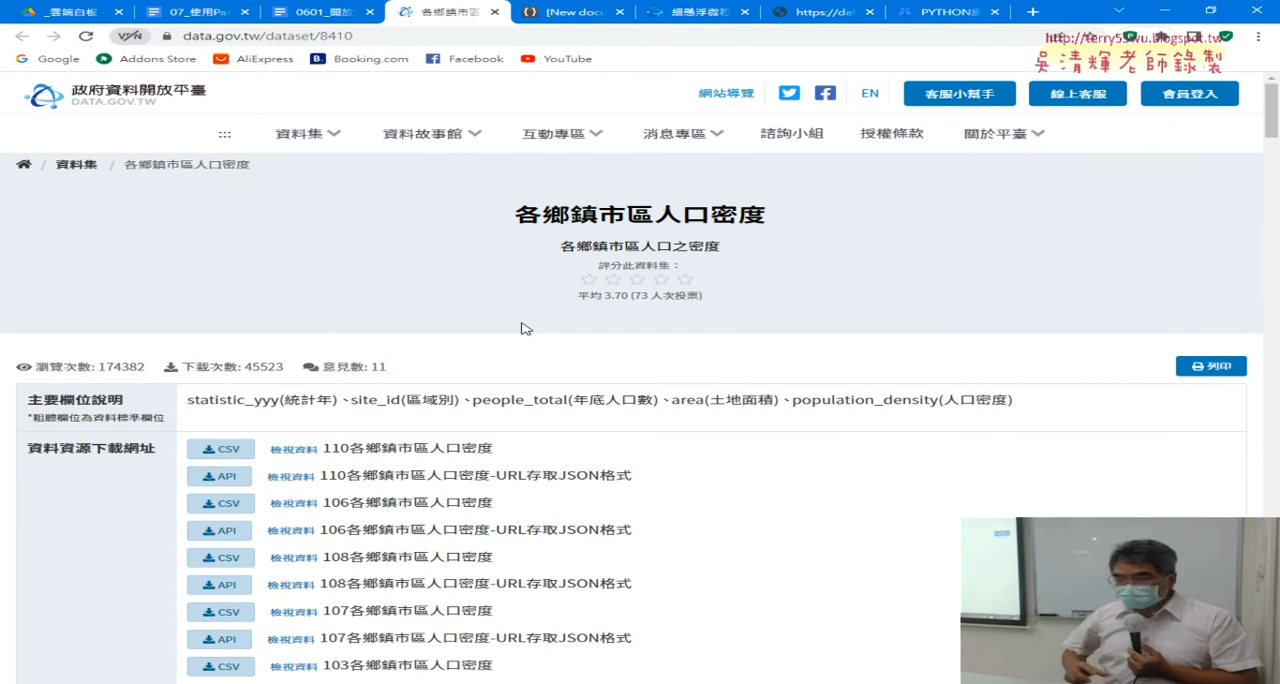 _雲端白板
07_使用Pa
0601_開放
各鄉鎮市區
[New docu
細懸浮微粒
https://da
PYTHON
VPN
data.gov.tw/dataset/8410
http://terry55wu.blogspot.tw
Google
Addons Store
AliExpress
Booking.com
Facebook
YouTube
吳清輝老師錄製
政府資料開放平臺
DATA.GOV.TW
網站導覽
EN
客服小幫手
線上客服
會員登入
資料集
資料故事館
互動專區
消息專區
諮詢小組
授權條款
關於平臺
/ 資料集 / 各鄉鎮市區人口密度
各鄉鎮市區人口密度
各鄉鎮市區人口之密度
評分此資料集：
平均 3.70 (73 人次投票)
瀏覽次數: 174382 下載次數: 45523 意見數: 11
列印
主要欄位說明
*粗體欄位為資料標準欄位
statistic_yyy(統計年)、site_id(區域別)、people_total(年底人口數)、area(土地面積)、population_density(人口密度)
資料資源下載網址
CSV 檢視資料 110各鄉鎮市區人口密度
API 檢視資料 110各鄉鎮市區人口密度-URL存取JSON格式
CSV 檢視資料 106各鄉鎮市區人口密度
API 檢視資料 106各鄉鎮市區人口密度-URL存取JSON格式
CSV 檢視資料 108各鄉鎮市區人口密度
API 檢視資料 108各鄉鎮市區人口密度-URL存取JSON格式
CSV 檢視資料 107各鄉鎮市區人口密度
API 檢視資料 107各鄉鎮市區人口密度-URL存取JSON格式
CSV 檢視資料 103各鄉鎮市區人口密度